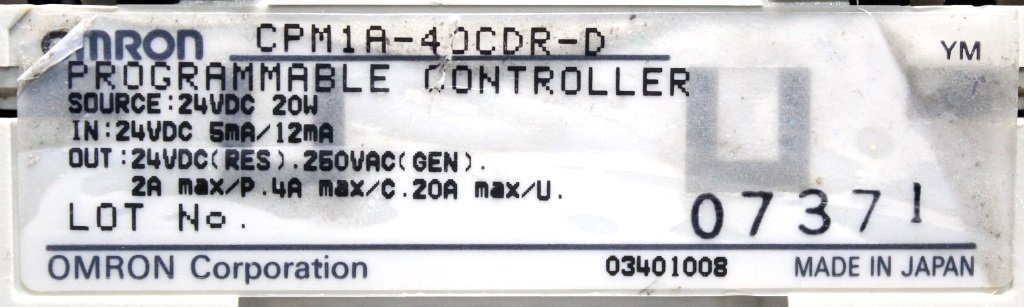 OMRON CPM1A-40CDR-D YM
PROGRAMMABLE CONTROLLER
SOURCE:24VDC 20W
IN:24VDC 5mA/12mA
OUT:24VDC(RES).250VAC(GEN).
2A max/P.4A max/C.20A max/U.
LOT No. 07371
OMRON Corporation 03401008 MADE IN JAPAN